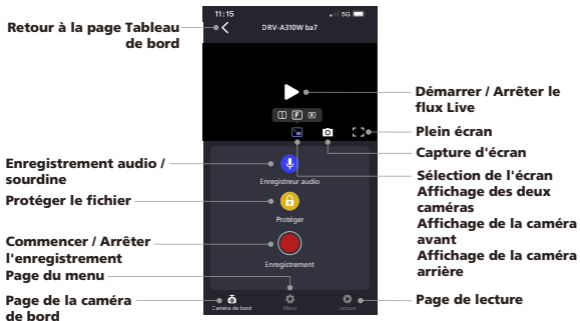 11:15
5G
DRV-A310W ba7
Retour à la page Tableau
de bord
Démarrer / Arrêter le
flux Live
F
Plein écran
Capture d'écran
Enregistrement audio /
sourdine
Sélection de l'écran
Affichage des deux
caméras
Affichage de la caméra
avant
Affichage de la caméra
arrière
Enregistreur audio
Protéger le fichier
Protéger
Commencer / Arrêter
l'enregistrement
Enregistrement
Page du menu
Page de la caméra
de bord
Caméra de bord
Menu
Lecture
Page de lecture